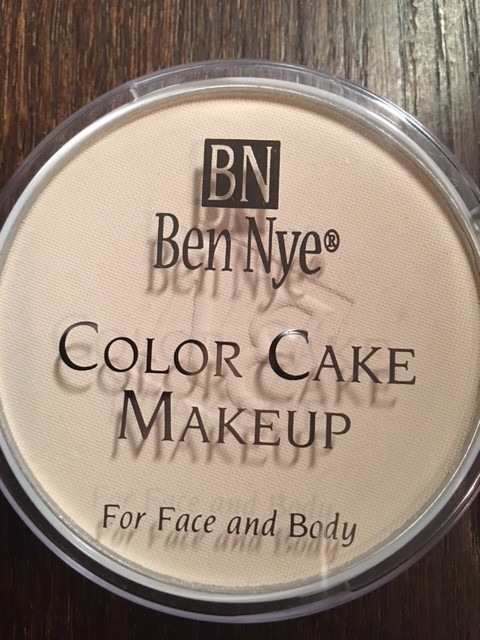 BN
Ben Nye®
COLOR CAKE
MAKEUP
For Face and Body